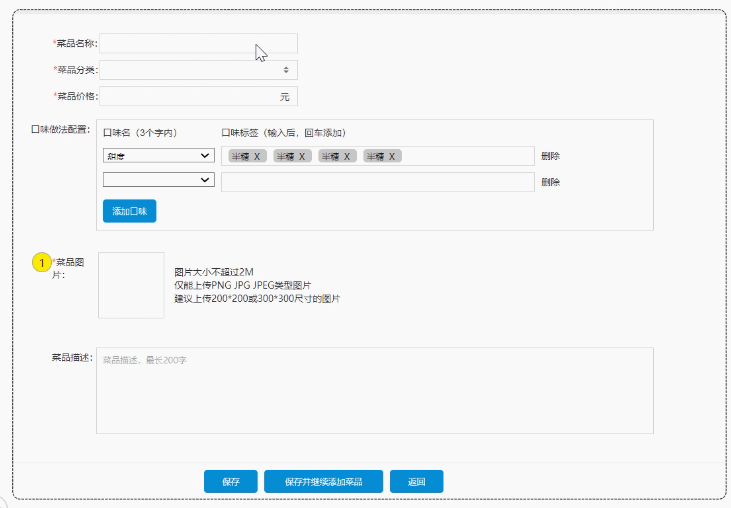 *菜品名称:
*菜品分类:
*菜品价格: 元
口味做法配置: 口味名（3个字内） 口味标签（输入后，回车添加）
甜度 半糖 X 半糖 X 半糖 X 半糖 X 删除
删除
添加口味
1 *菜品图
片:
图片大小不超过2M
仅能上传PNG JPG JPEG类型图片
建议上传200*200或300*300尺寸的图片
菜品描述: 菜品描述，最长200字
保存 保存并继续添加菜品 返回